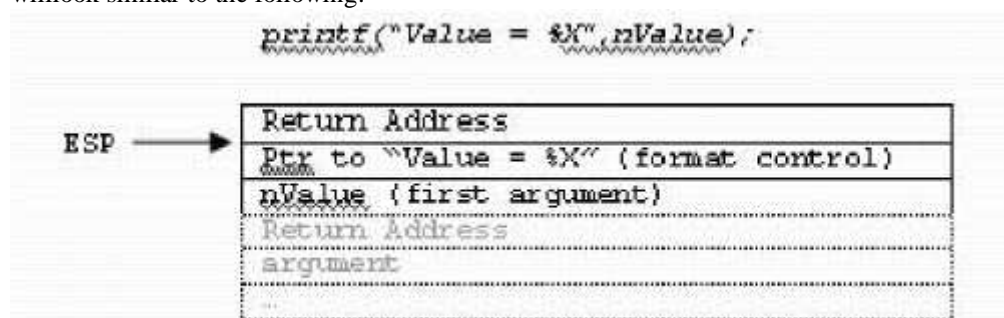 printf("Value = %X",nValue);
Return Address
ESP
Ptr to "Value = %X" (format control)
nValue (first argument)
Return Address
argument
...